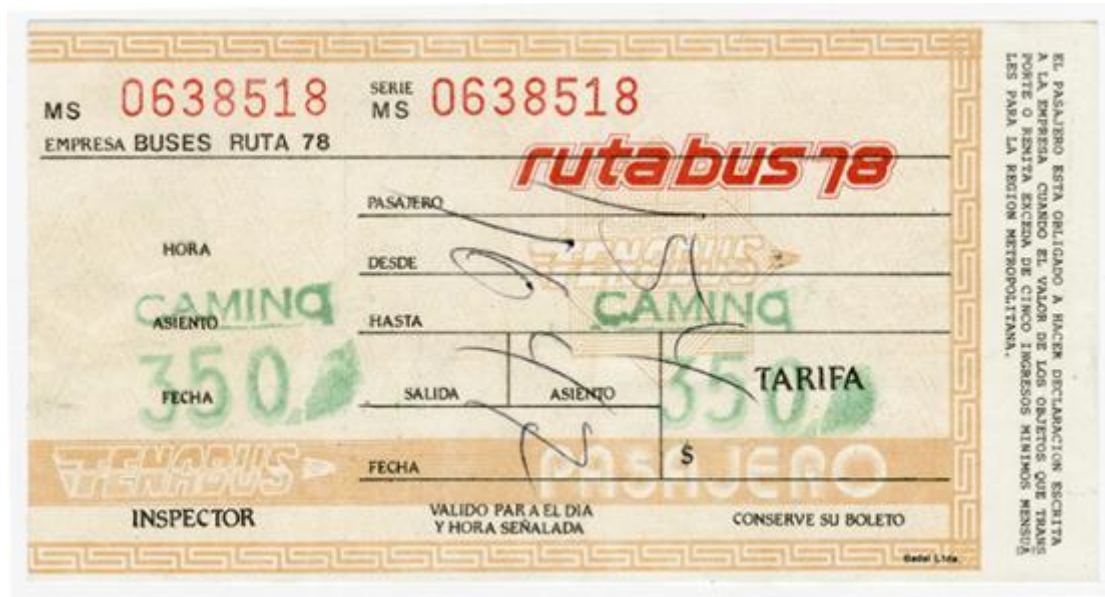 MS 0638518
EMPRESA BUSES RUTA 78
HORA
CAMINO
ASIENTO
350
FECHA
TENABUS
INSPECTOR
SERIE
MS 0638518
rutabus 78
PASAJERO
TENABUS
DESDE
CAMINO
HASTA
350
SALIDA
ASIENTO
TARIFA
FECHA
$
PASAJERO
VALIDO PARA EL DIA
Y HORA SEÑALADA
CONSERVE SU BOLETO
Gadel Ltda.
EL PASAJERO ESTA OBLIGADO A HACER DECLARACION ESCRITA
A LA EMPRESA CUANDO EL VALOR DE LOS OBJETOS QUE TRANS
PORTE O REMITA EXCEDA DE CINCO INGRESOS MINIMOS MENSUA
LES PARA LA REGION METROPOLITANA.